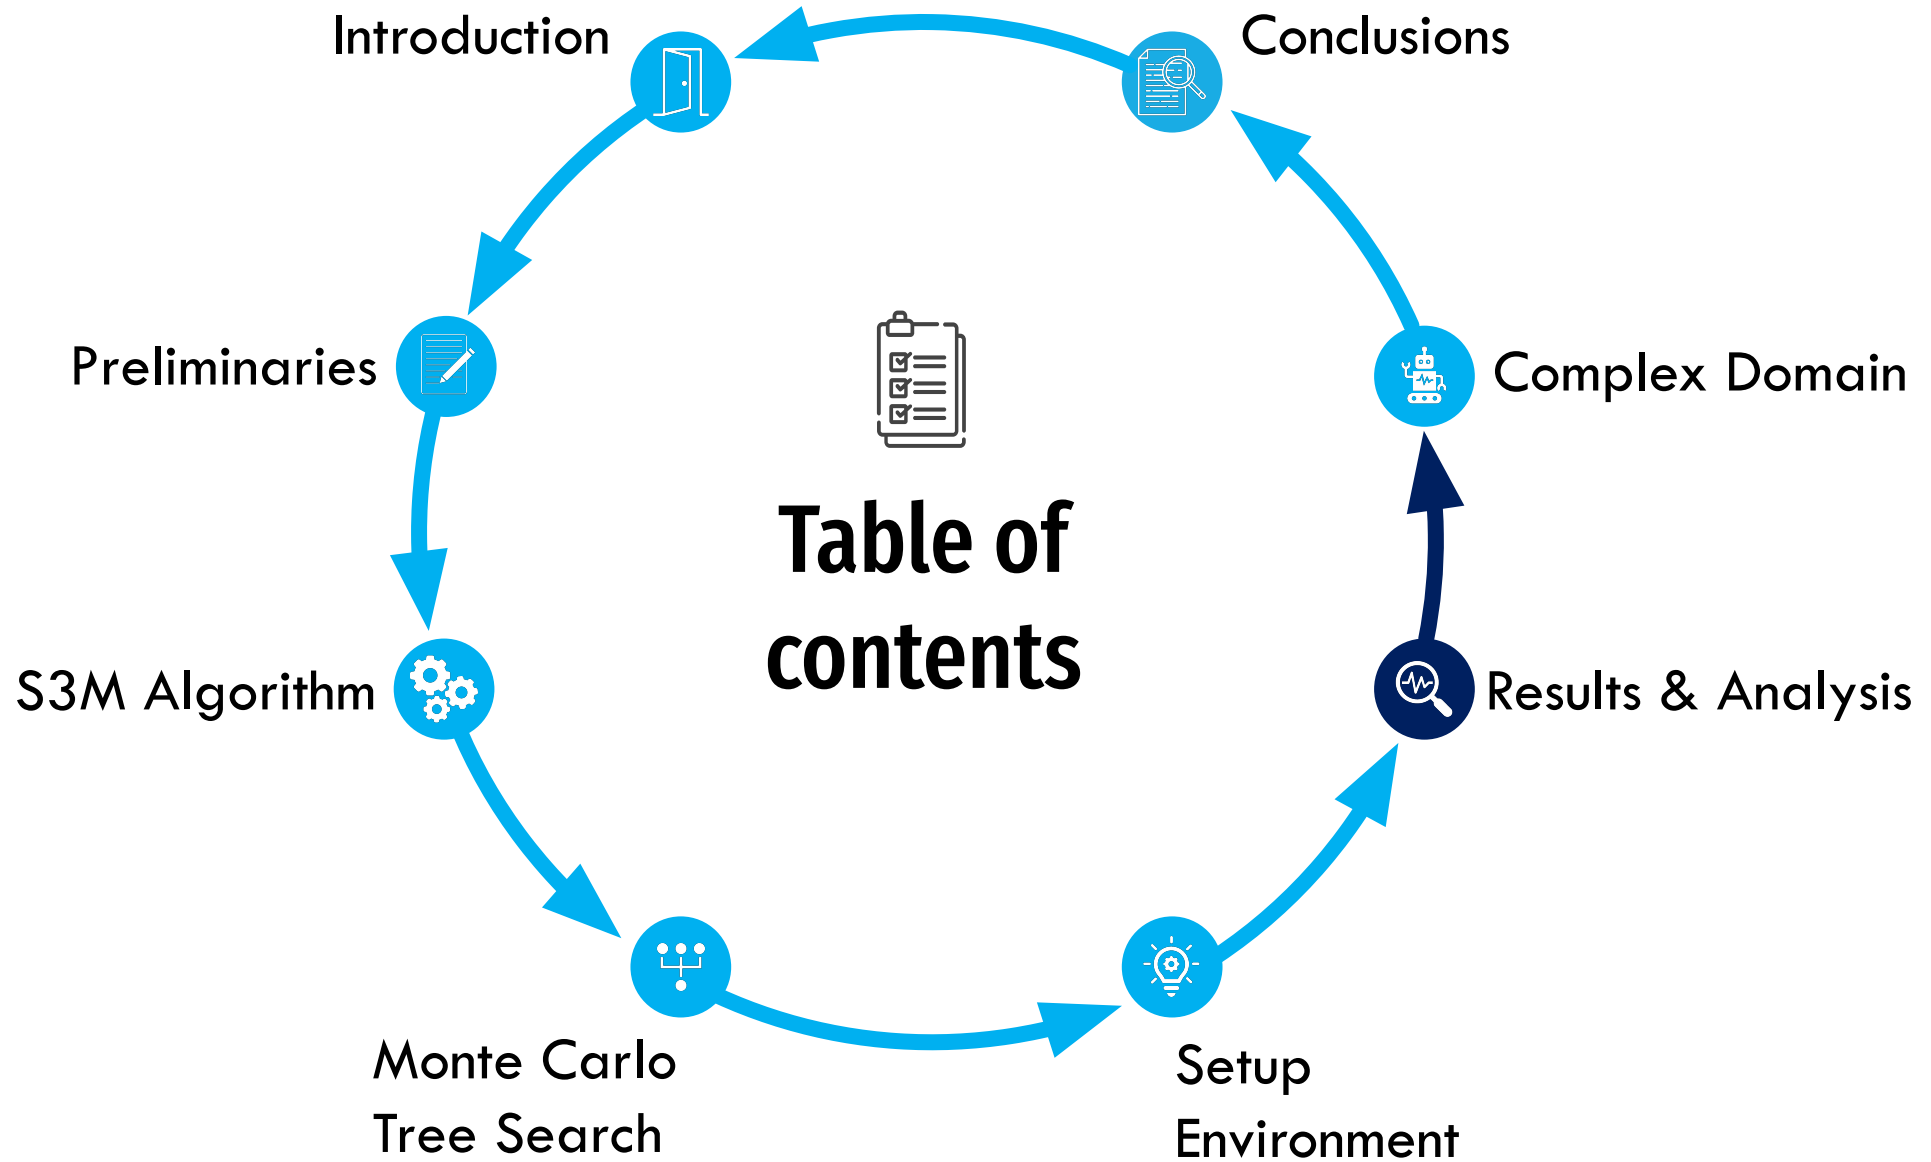 Introduction
Conclusions
Preliminaries
Complex Domain
Table of
contents
S3M Algorithm
Results & Analysis
Monte Carlo
Tree Search
Setup
Environment